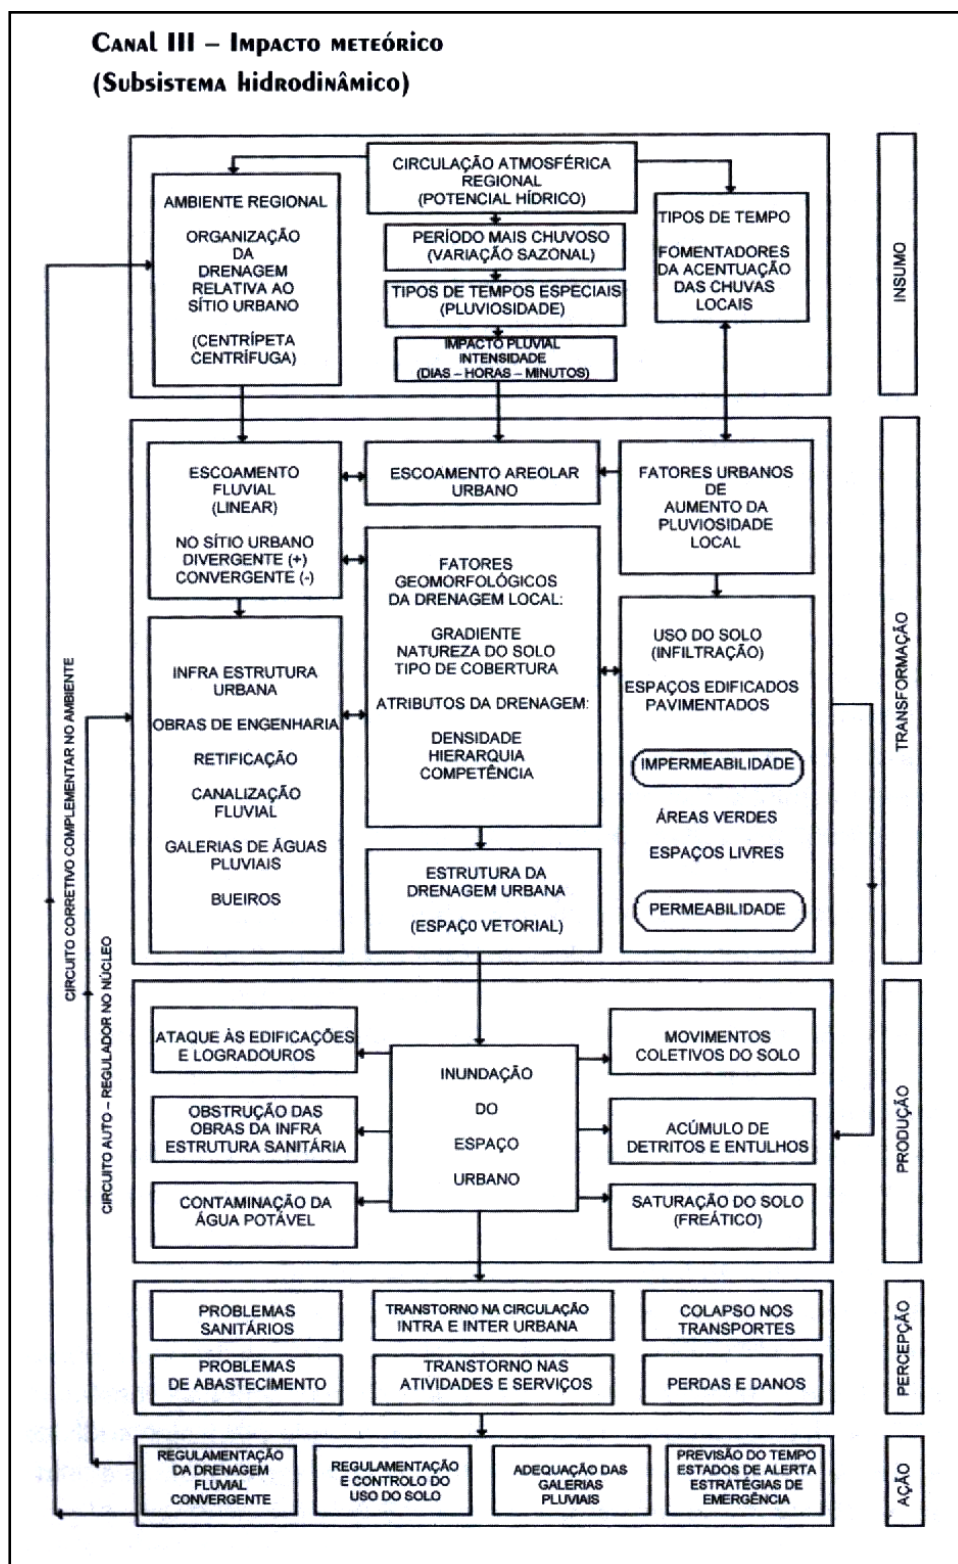 Canal III – Impacto meteórico
(Subsistema hidrodinâmico)
CIRCULAÇÃO ATMOSFÉRICA
REGIONAL
(POTENCIAL HÍDRICO)
AMBIENTE REGIONAL
ORGANIZAÇÃO
DA
DRENAGEM
RELATIVA AO
SÍTIO URBANO
(CENTRÍPETA
CENTRÍFUGA)
PERÍODO MAIS CHUVOSO
(VARIAÇÃO SAZONAL)
TIPOS DE TEMPOS ESPECIAIS
(PLUVIOSIDADE)
IMPACTO PLUVIAL
INTENSIDADE
(DIAS – HORAS – MINUTOS)
TIPOS DE TEMPO
FOMENTADORES
DA ACENTUAÇÃO
DAS CHUVAS
LOCAIS
INSUMO
ESCOAMENTO
FLUVIAL
(LINEAR)
NO SÍTIO URBANO
DIVERGENTE (+)
CONVERGENTE (-)
ESCOAMENTO AREOLAR
URBANO
FATORES URBANOS
DE
AUMENTO DA
PLUVIOSIDADE
LOCAL
INFRA ESTRUTURA
URBANA
OBRAS DE ENGENHARIA
RETIFICAÇÃO
CANALIZAÇÃO
FLUVIAL
GALERIAS DE ÁGUAS
PLUVIAIS
BUEIROS
FATORES
GEOMORFOLÓGICOS
DA DRENAGEM LOCAL:
GRADIENTE
NATUREZA DO SOLO
TIPO DE COBERTURA
ATRIBUTOS DA DRENAGEM:
DENSIDADE
HIERARQUIA
COMPETÊNCIA
ESTRUTURA DA
DRENAGEM URBANA
(ESPAÇO VETORIAL)
USO DO SOLO
(INFILTRAÇÃO)
ESPAÇOS EDIFICADOS
PAVIMENTADOS
IMPERMEABILIDADE
ÁREAS VERDES
ESPAÇOS LIVRES
PERMEABILIDADE
TRANSFORMAÇÃO
CIRCUITO CORRETIVO COMPLEMENTAR NO AMBIENTE
CIRCUITO AUTO – REGULADOR NO NÚCLEO
ATAQUE ÀS EDIFICAÇÕES
E LOGRADOUROS
OBSTRUÇÃO DAS
OBRAS DA INFRA
ESTRUTURA SANITÁRIA
CONTAMINAÇÃO DA
ÁGUA POTÁVEL
INUNDAÇÃO
DO
ESPAÇO
URBANO
MOVIMENTOS
COLETIVOS DO SOLO
ACÚMULO DE
DETRITOS E ENTULHOS
SATURAÇÃO DO SOLO
(FREÁTICO)
PRODUÇÃO
PROBLEMAS
SANITÁRIOS
TRANSTORNO NA CIRCULAÇÃO
INTRA E INTER URBANA
COLAPSO NOS
TRANSPORTES
PROBLEMAS
DE ABASTECIMENTO
TRANSTORNO NAS
ATIVIDADES E SERVIÇOS
PERDAS E DANOS
PERCEPÇÃO
REGULAMENTAÇÃO
DA DRENAGEM
FLUMIAL
CONVERGENTE
REGULAMENTAÇÃO
E CONTROLO DO
USO DO SOLO
ADEQUAÇÃO DAS
GALERIAS
PLUVIAIS
PREVISÃO DO TEMPO
ESTADOS DE ALERTA
ESTRATÉGIAS DE
EMERGÊNCIA
AÇÃO